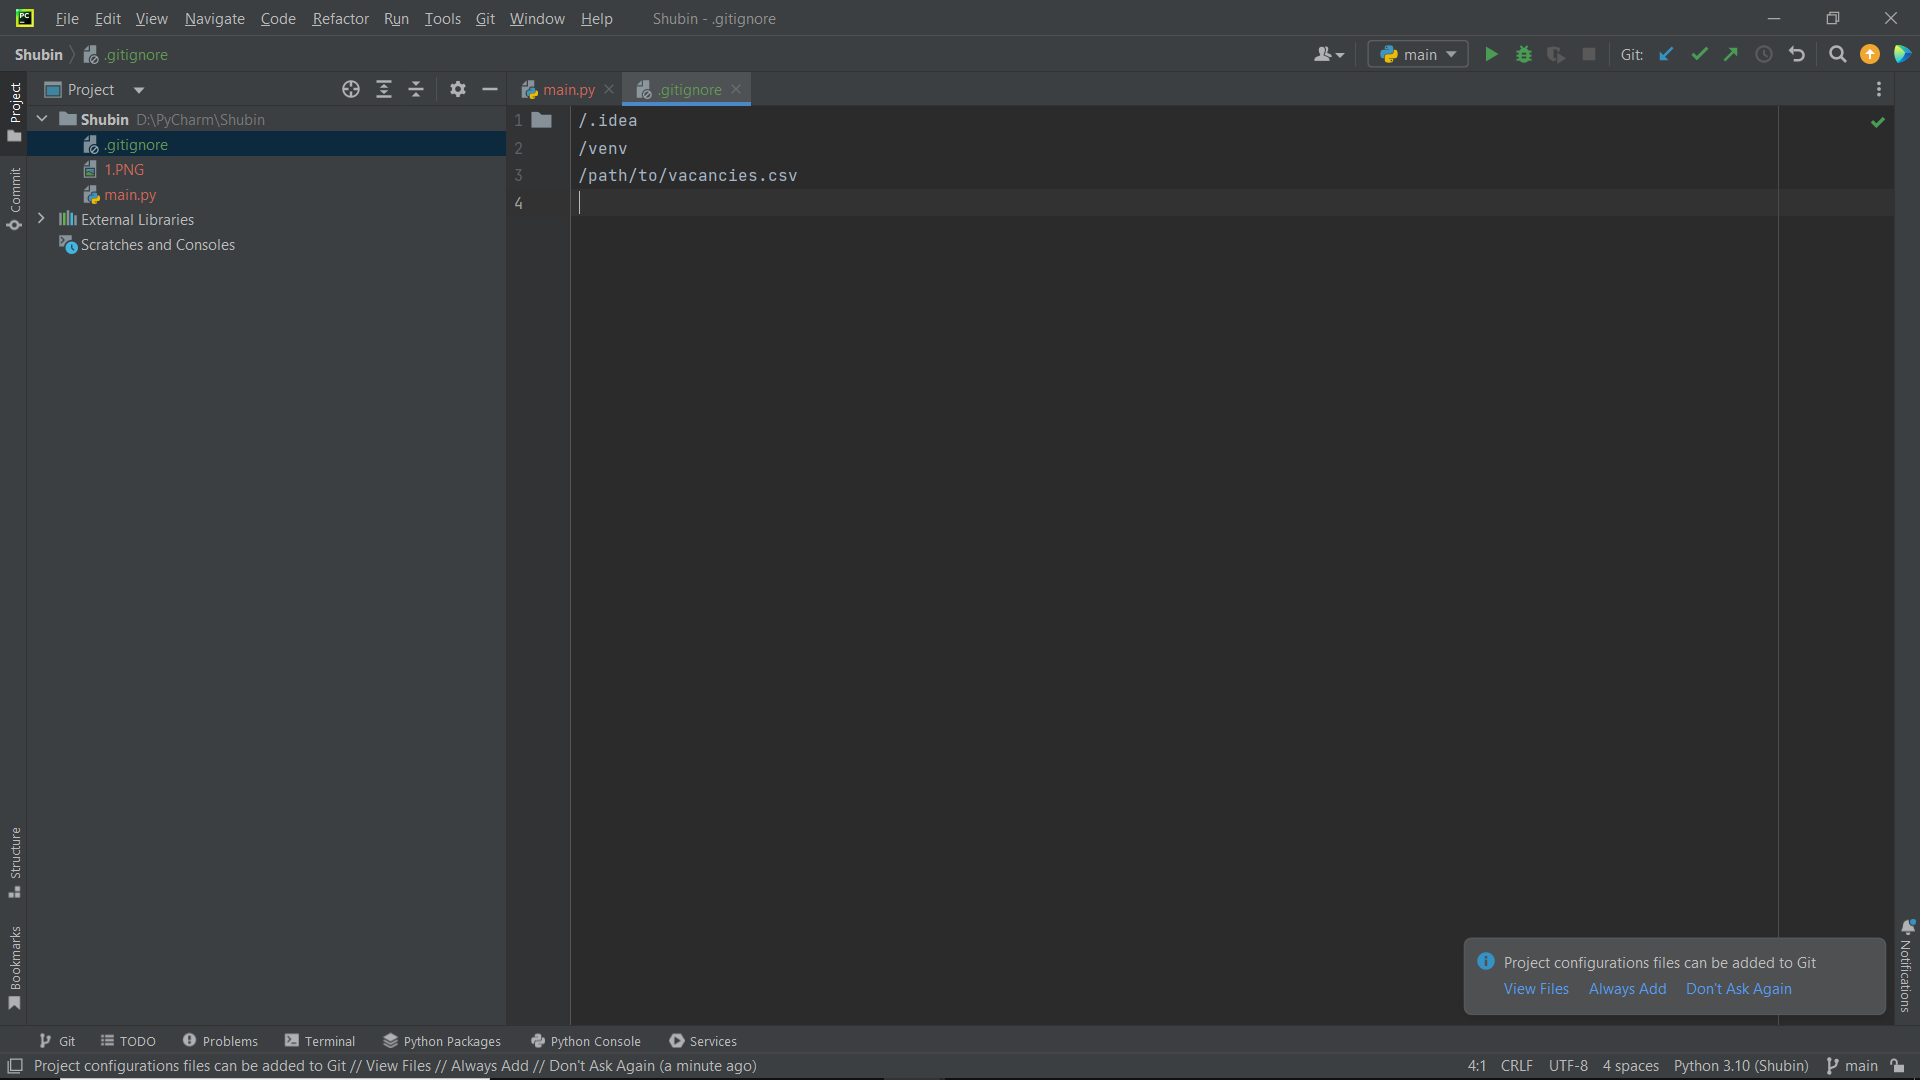 File Edit View Navigate Code Refactor Run Tools Git Window Help Shubin - .gitignore
Shubin .gitignore main Git:
Project main.py .gitignore
Project
Commit
Structure
Bookmarks
Shubin D:\PyCharm\Shubin
.gitignore
1.PNG
main.py
External Libraries
Scratches and Consoles
1 /.idea
2 /venv
3 /path/to/vacancies.csv
4
Project configurations files can be added to Git
View Files Always Add Don't Ask Again
Notifications
Git TODO Problems Terminal Python Packages Python Console Services
Project configurations files can be added to Git // View Files // Always Add // Don't Ask Again (a minute ago) 4:1 CRLF UTF-8 4 spaces Python 3.10 (Shubin) main